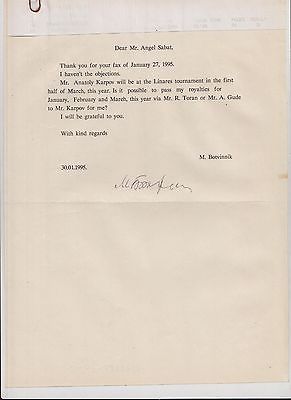 Dear Mr. Angel Sabat,
Thank you for your fax of January 27, 1995.
I haven't the objections.
Mr. Anatoly Karpov will be at the Linares tournament in the first
half of March, this year. Is it possible to pass my royalties for
January, February and March, this year via Mr. R. Toran or Mr. A. Gude
to Mr. Karpov for me?
I will be grateful to you.
With kind regards
M. Botvinnik
30.01.1995.